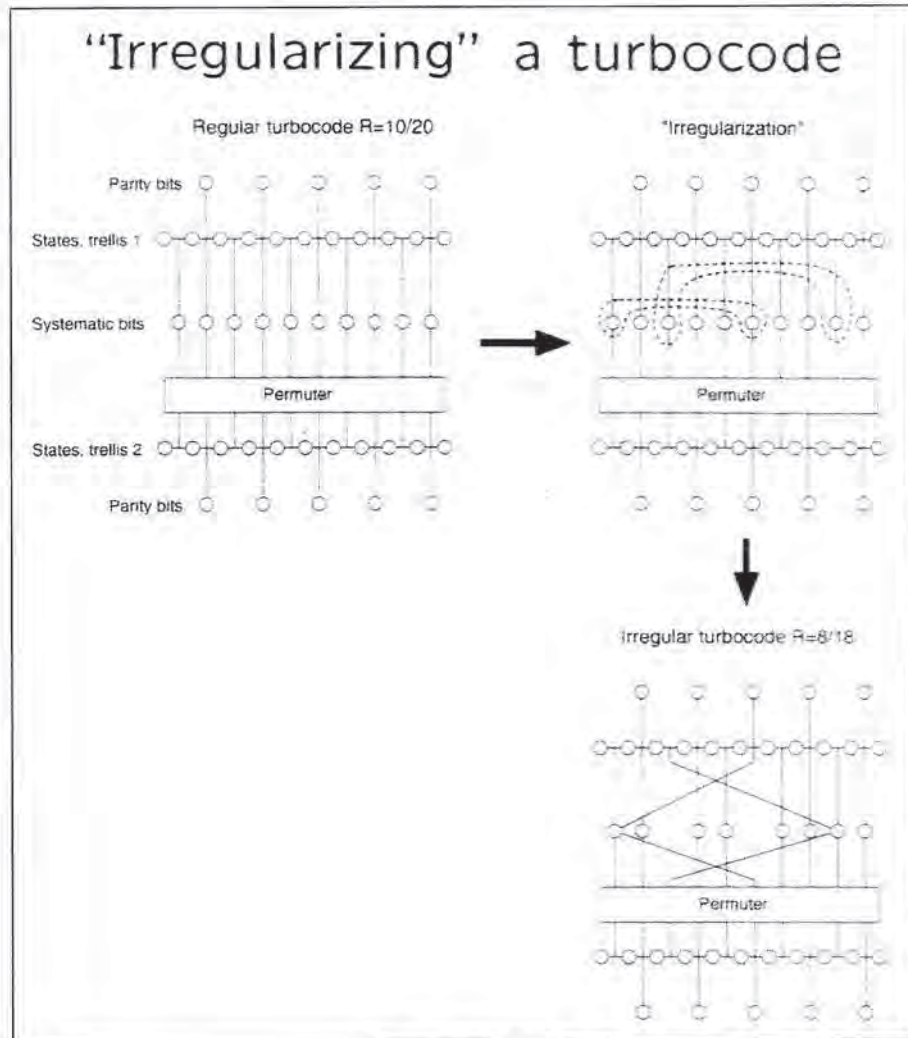 “Irregularizing” a turbocode
Regular turbocode R=10/20
Parity bits
States, trellis 1
Systematic bits
Permuter
States, trellis 2
Parity bits
"Irregularization"
Permuter
Irregular turbocode R=8/18
Permuter